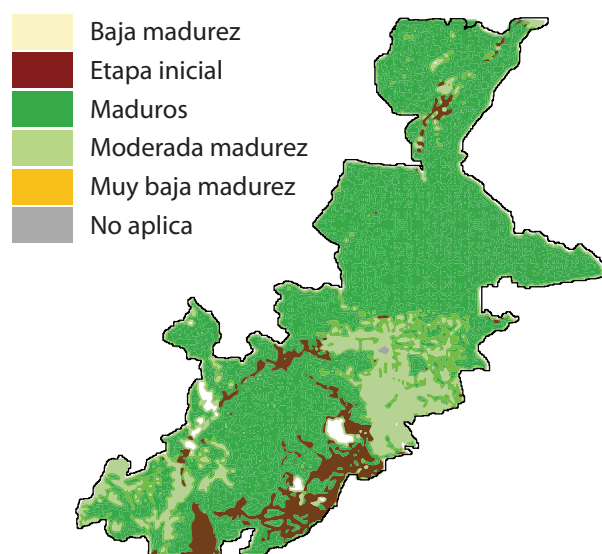 Baja madurez
Etapa inicial
Maduros
Moderada madurez
Muy baja madurez
No aplica